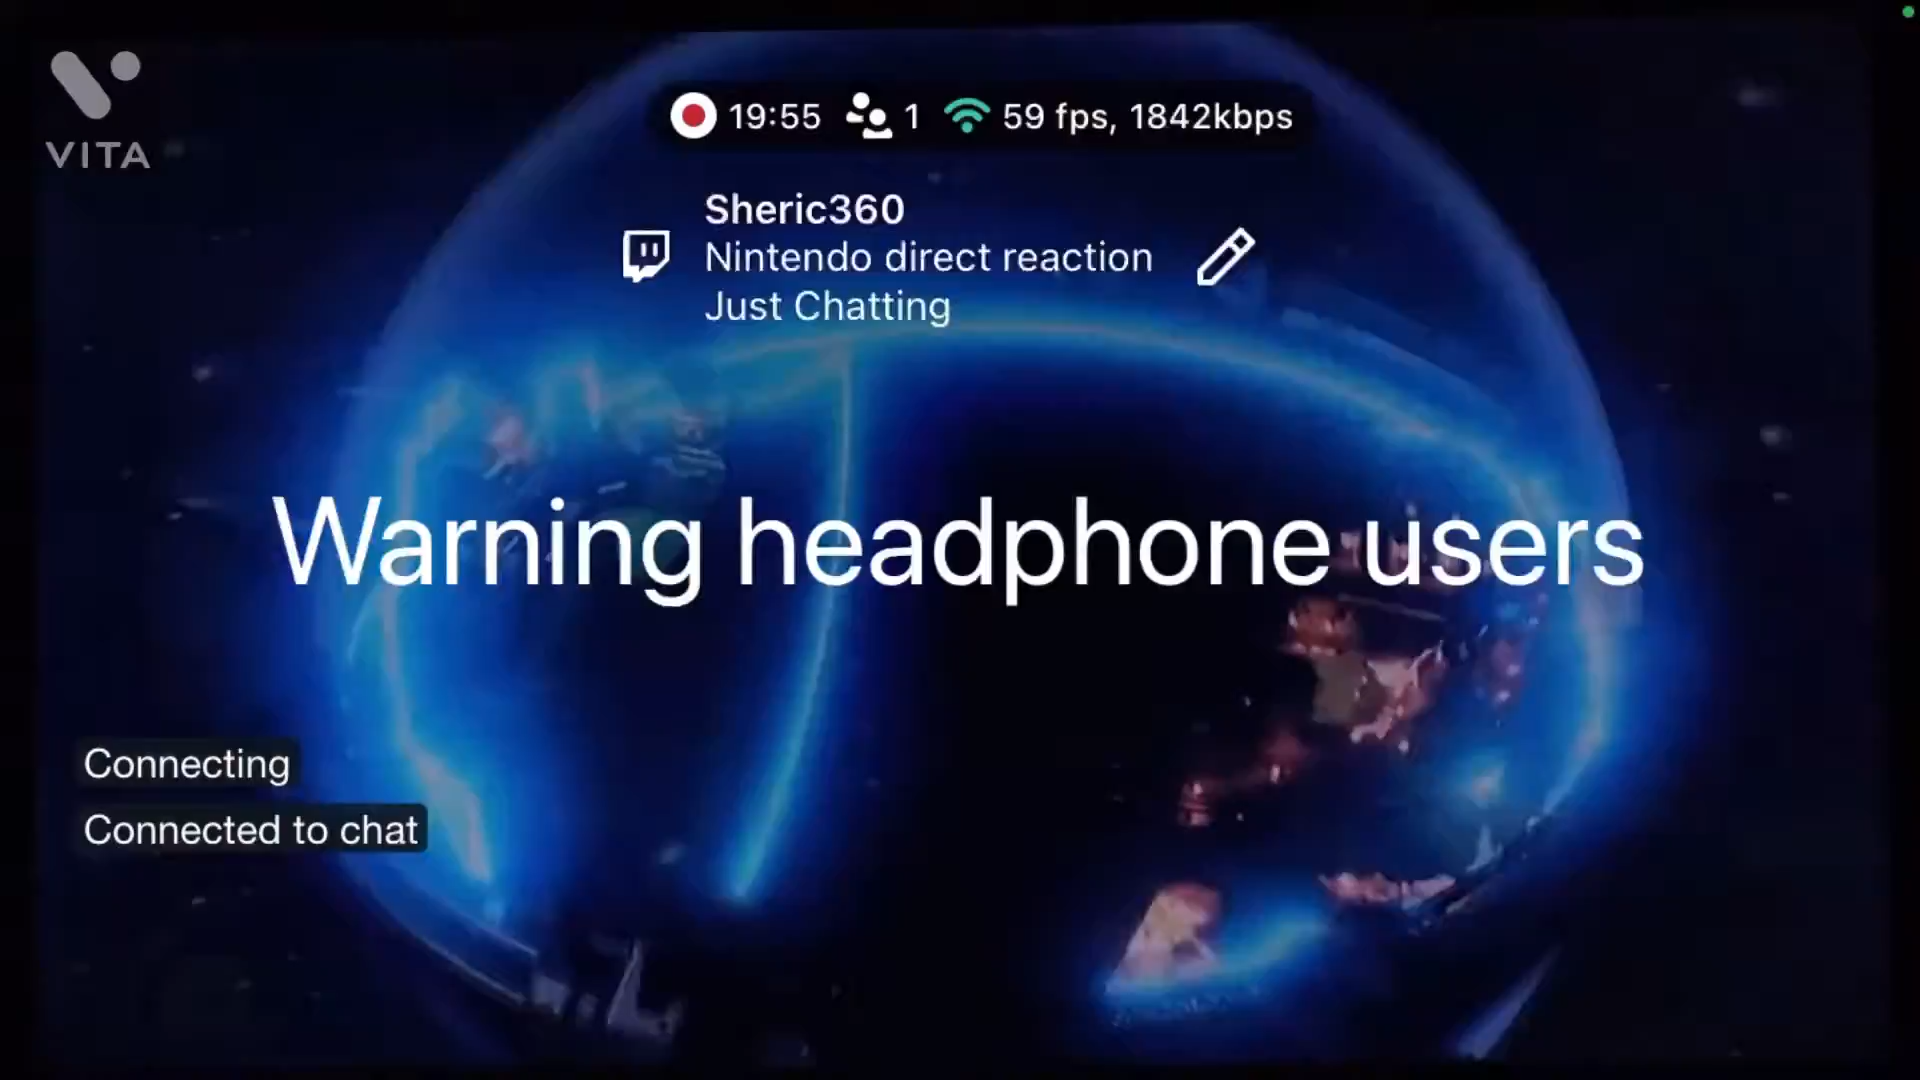 VITA
19:55 1 59 fps, 1842kbps
Sheric360
Nintendo direct reaction
Just Chatting
Warning headphone users
Connecting
Connected to chat